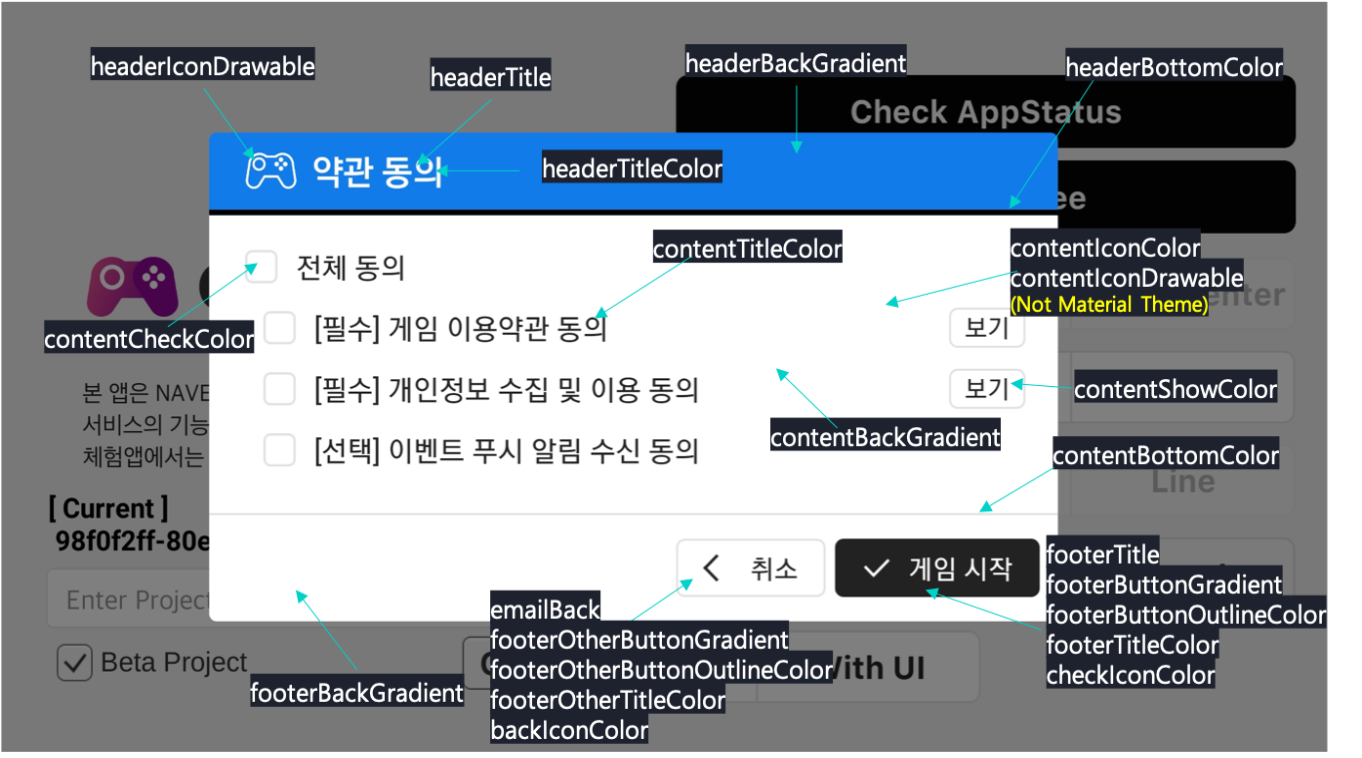 headerIconDrawable
headerTitle
headerBackGradient
headerBottomColor
Check AppStatus
약관 동의
headerTitleColor
ee
contentTitleColor
contentIconColor
contentIconDrawable
(Not Material Theme)
enter
전체 동의
contentCheckColor
[필수] 게임 이용약관 동의
보기
본 앱은 NAVE
서비스의 기능
체험앱에서는
[필수] 개인정보 수집 및 이용 동의
보기
contentShowColor
contentBackGradient
[선택] 이벤트 푸시 알림 수신 동의
contentBottomColor
Line
[ Current ]
98f0f2ff-80e
취소
게임 시작
footerTitle
footerButtonGradient
footerButtonOutlineColor
footerTitleColor
checkIconColor
Enter Project
emailBack
footerOtherButtonGradient
footerOtherButtonOutlineColor
footerOtherTitleColor
backIconColor
Beta Project
With UI
footerBackGradient